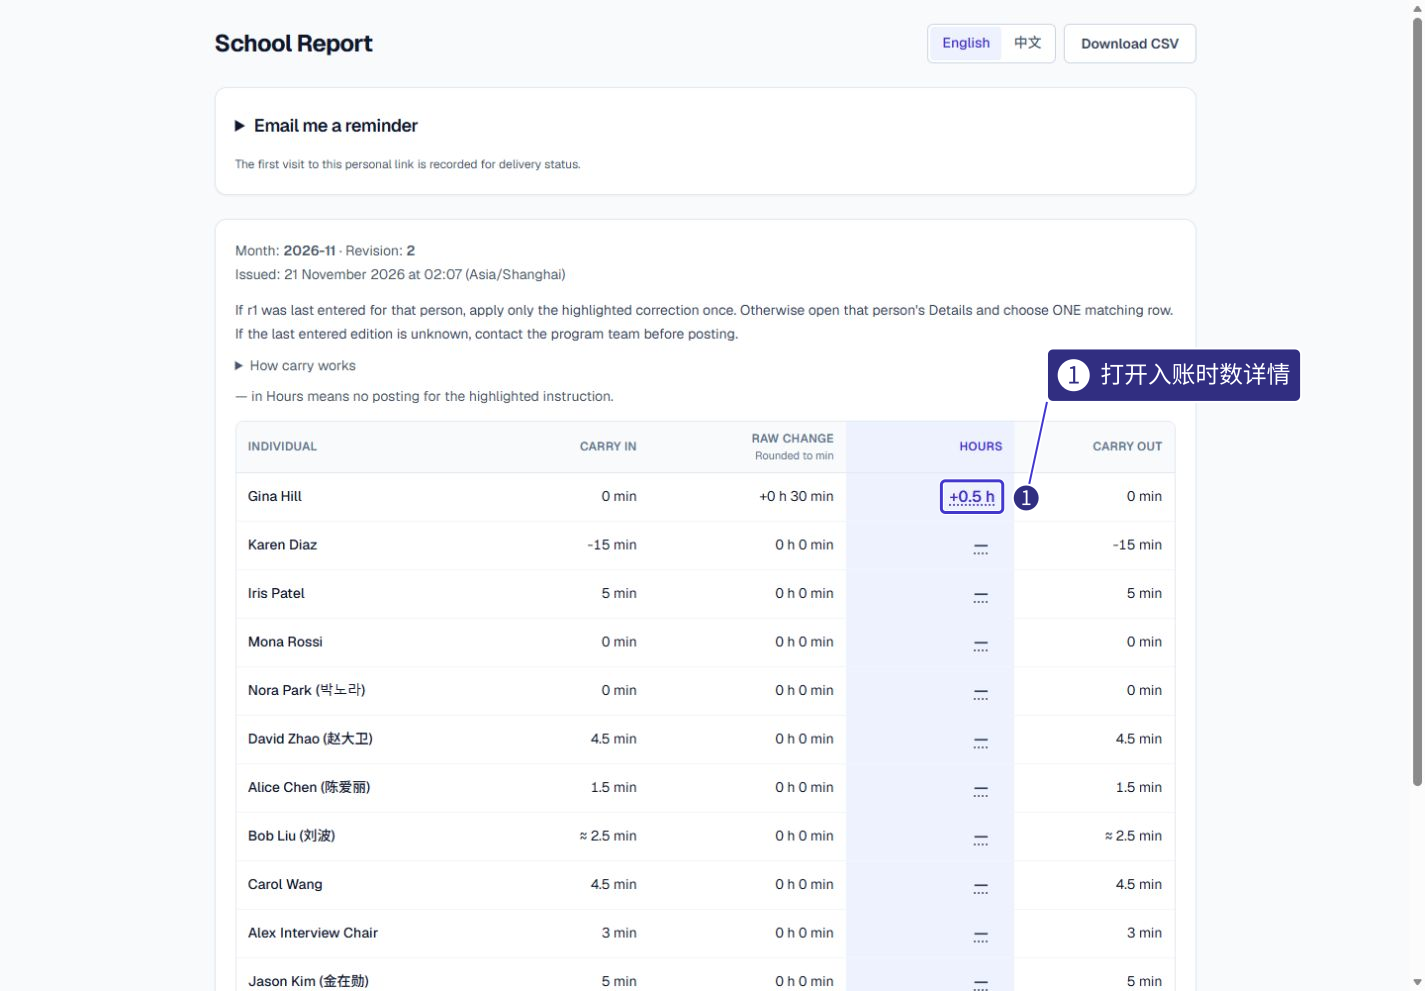 School Report
English 中文 Download CSV
▶ Email me a reminder
The first visit to this personal link is recorded for delivery status.
Month: 2026-11 · Revision: 2
Issued: 21 November 2026 at 02:07 (Asia/Shanghai)
If r1 was last entered for that person, apply only the highlighted correction once. Otherwise open that person's Details and choose ONE matching row.
If the last entered edition is unknown, contact the program team before posting.
▶ How carry works
1 打开入账时数详情
— in Hours means no posting for the highlighted instruction.
INDIVIDUAL CARRY IN RAW CHANGE HOURS CARRY OUT
Rounded to min
Gina Hill 0 min +0 h 30 min +0.5 h 1 0 min
Karen Diaz -15 min 0 h 0 min — -15 min
Iris Patel 5 min 0 h 0 min — 5 min
Mona Rossi 0 min 0 h 0 min — 0 min
Nora Park (박노라) 0 min 0 h 0 min — 0 min
David Zhao (赵大卫) 4.5 min 0 h 0 min — 4.5 min
Alice Chen (陈爱丽) 1.5 min 0 h 0 min — 1.5 min
Bob Liu (刘波) ≈ 2.5 min 0 h 0 min — ≈ 2.5 min
Carol Wang 4.5 min 0 h 0 min — 4.5 min
Alex Interview Chair 3 min 0 h 0 min — 3 min
Jason Kim (金在勋) 5 min 0 h 0 min — 5 min